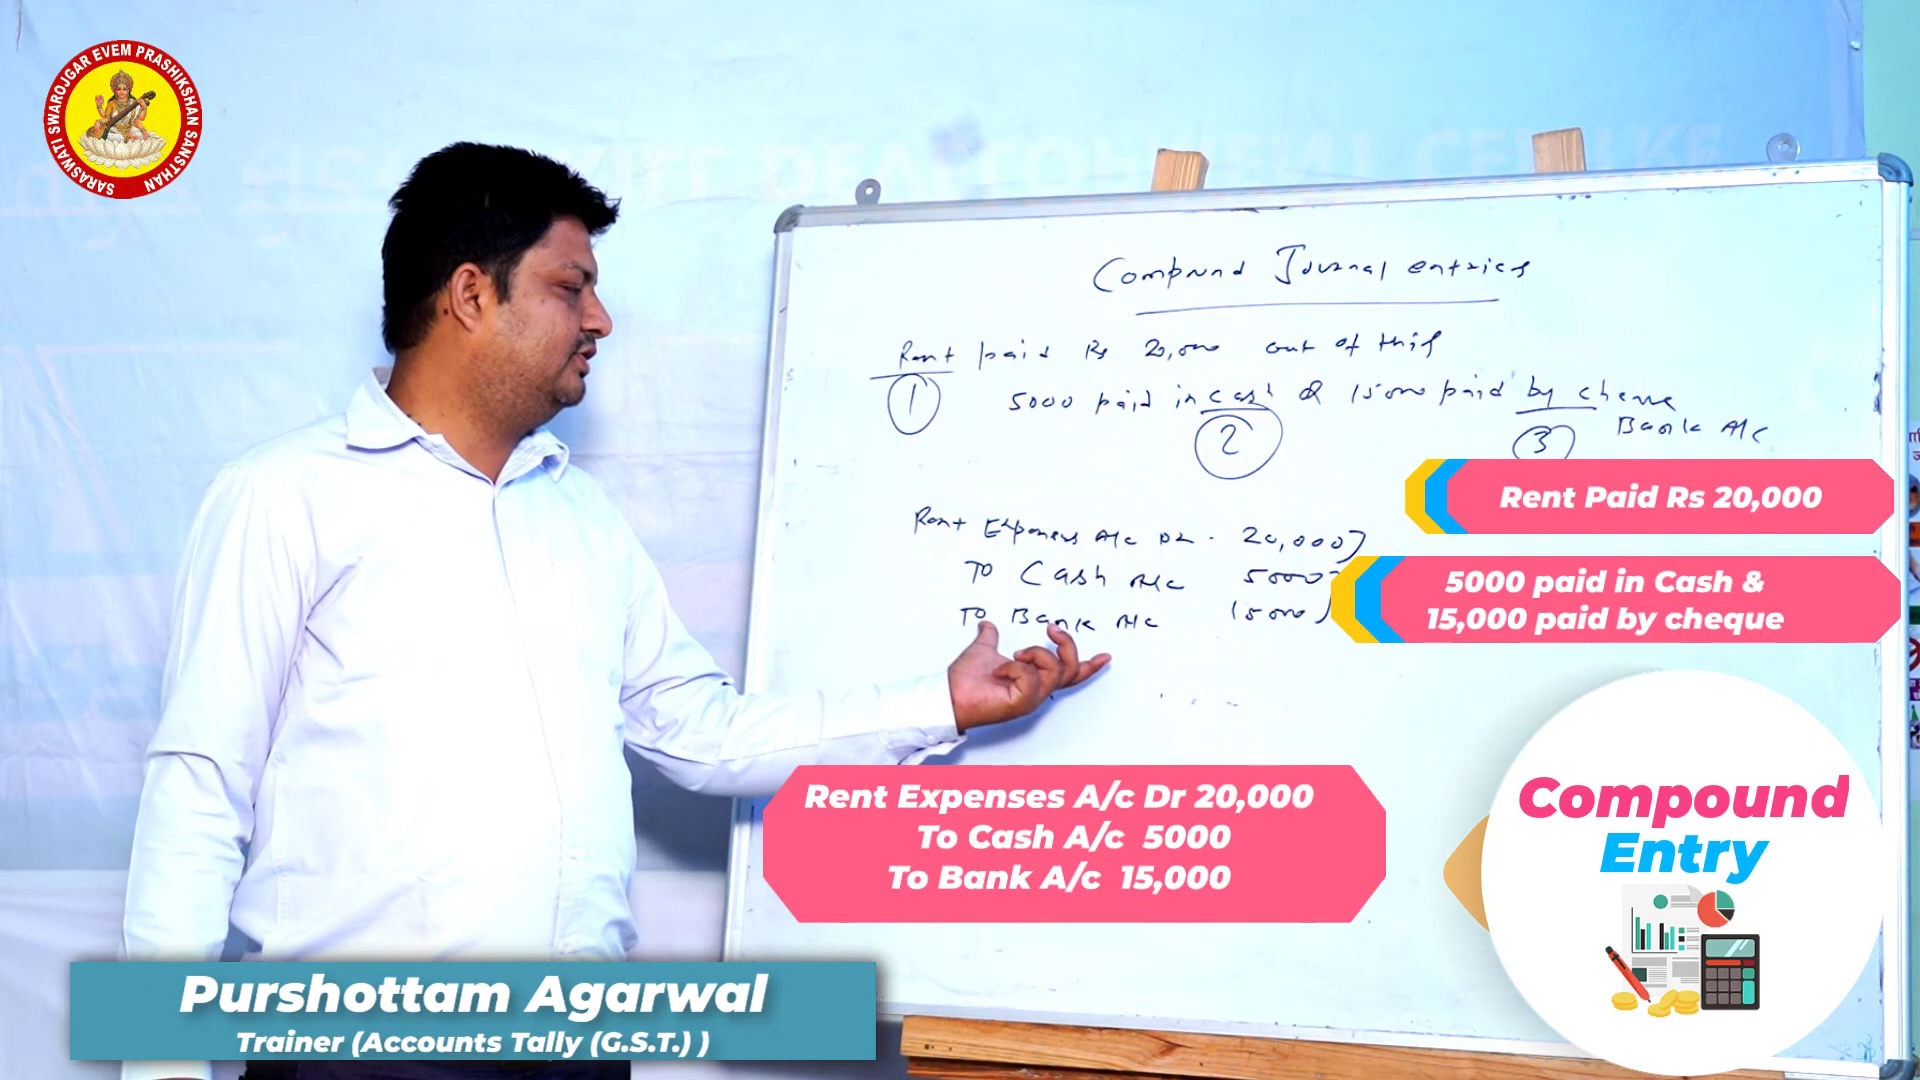 SARASWATI SWAROJGAR EVEM PRASHIKSHAN SANSTHAN
Compound Journal entries
Rent paid Rs 20,000 out of this
1
5000 paid in cash & 15000 paid by cheque
2
3
Bank A/c
Rent Expenses A/c Dr. 20,000
To Cash A/c 5000
To Bank A/c 15000
Rent Paid Rs 20,000
5000 paid in Cash &
15,000 paid by cheque
Rent Expenses A/c Dr 20,000
To Cash A/c 5000
To Bank A/c 15,000
Compound
Entry
Purshottam Agarwal
Trainer (Accounts Tally (G.S.T.) )